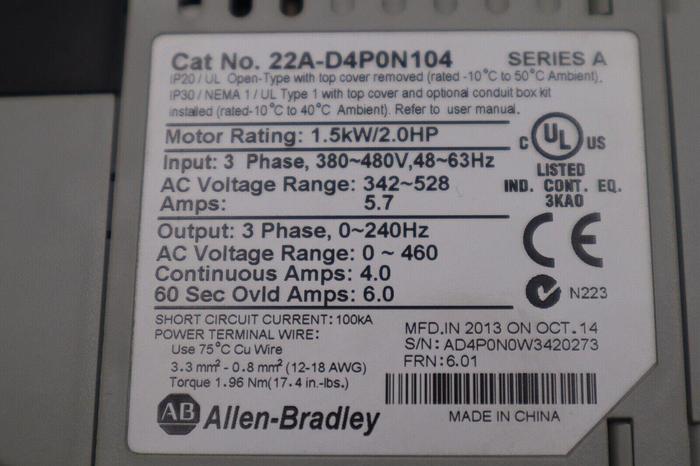 Cat No. 22A-D4P0N104 SERIES A
IP20 / UL Open-Type with top cover removed (rated -10°C to 50°C Ambient).
IP30 / NEMA 1 / UL Type 1 with top cover and optional conduit box kit
installed (rated-10°C to 40°C Ambient). Refer to user manual.
Motor Rating: 1.5kW/2.0HP
Input: 3 Phase, 380~480V,48~63Hz
AC Voltage Range: 342~528
Amps: 5.7
C UL US
LISTED
IND. CONT. EQ.
3KA0
Output: 3 Phase, 0~240Hz
AC Voltage Range: 0 ~ 460
Continuous Amps: 4.0
60 Sec Ovld Amps: 6.0
CE
N223
SHORT CIRCUIT CURRENT: 100kA
POWER TERMINAL WIRE:
Use 75°C Cu Wire
3.3 mm² - 0.8 mm² (12-18 AWG)
Torque 1.96 Nm(17.4 in.-lbs.)
MFD.IN 2013 ON OCT.14
S/N: AD4P0N0W3420273
FRN: 6.01
AB Allen-Bradley
MADE IN CHINA